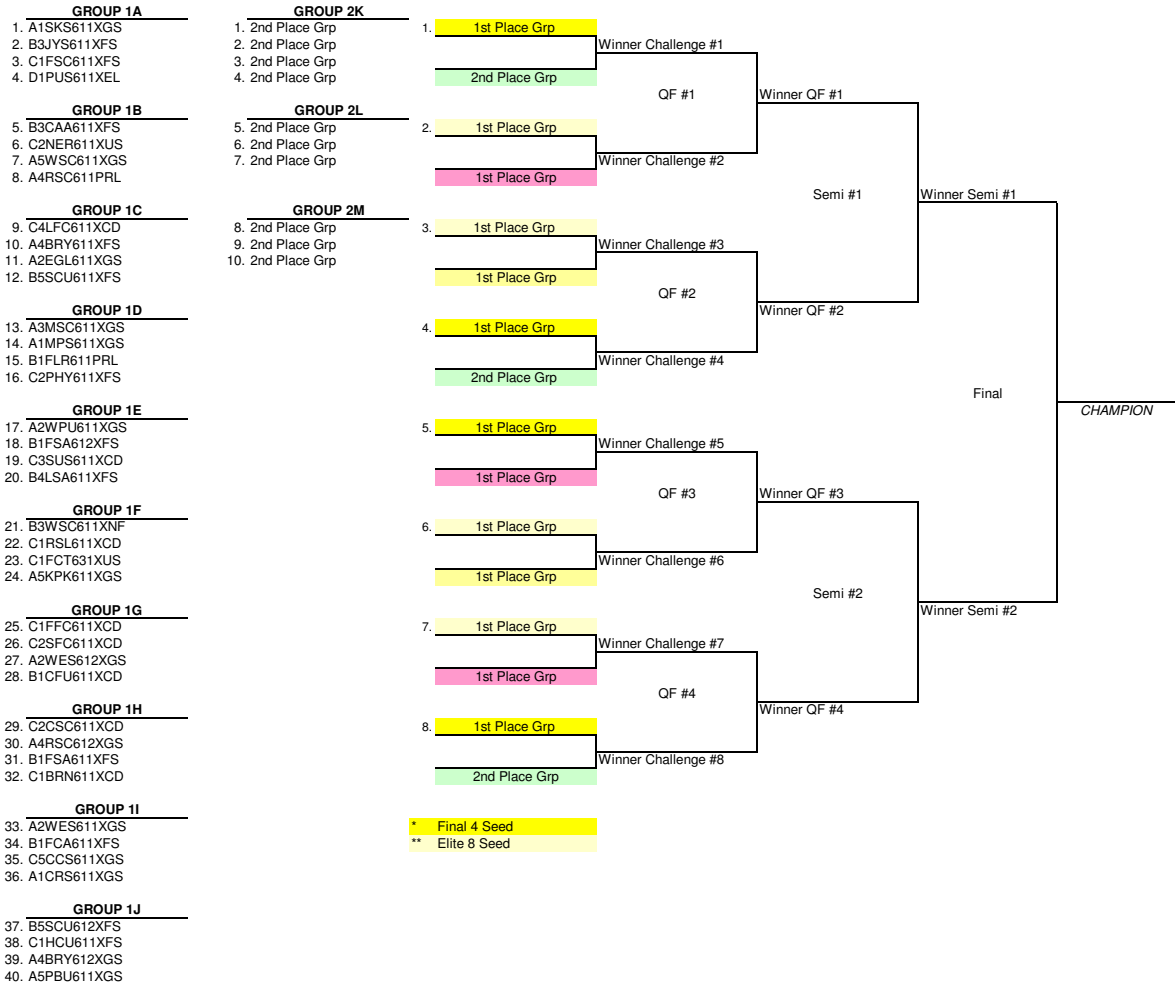 GROUP 1A
1. A1SKS611XGS
2. B3JYS611XFS
3. C1FSC611XFS
4. D1PUS611XEL
GROUP 1B
5. B3CAA611XFS
6. C2NER611XUS
7. A5WSC611XGS
8. A4RSC611PRL
GROUP 1C
9. C4LFC611XCD
10. A4BRY611XFS
11. A2EGL611XGS
12. B5SCU611XFS
GROUP 1D
13. A3MSC611XGS
14. A1MPS611XGS
15. B1FLR611PRL
16. C2PHY611XFS
GROUP 1E
17. A2WPU611XGS
18. B1FSA612XFS
19. C3SUS611XCD
20. B4LSA611XFS
GROUP 1F
21. B3WSC611XNF
22. C1RSL611XCD
23. C1FCT631XUS
24. A5KPK611XGS
GROUP 1G
25. C1FFC611XCD
26. C2SFC611XCD
27. A2WES612XGS
28. B1CFU611XCD
GROUP 1H
29. C2CSC611XCD
30. A4RSC612XGS
31. B1FSA611XFS
32. C1BRN611XCD
GROUP 1I
33. A2WES611XGS
34. B1FCA611XFS
35. C5CCS611XGS
36. A1CRS611XGS
GROUP 1J
37. B5SCU612XFS
38. C1HCU611XFS
39. A4BRY612XGS
40. A5PBU611XGS
GROUP 2K
1. 2nd Place Grp
2. 2nd Place Grp
3. 2nd Place Grp
4. 2nd Place Grp
GROUP 2L
5. 2nd Place Grp
6. 2nd Place Grp
7. 2nd Place Grp
GROUP 2M
8. 2nd Place Grp
9. 2nd Place Grp
10. 2nd Place Grp
1. 1st Place Grp
2nd Place Grp
2. 1st Place Grp
1st Place Grp
3. 1st Place Grp
1st Place Grp
4. 1st Place Grp
2nd Place Grp
5. 1st Place Grp
1st Place Grp
6. 1st Place Grp
1st Place Grp
7. 1st Place Grp
1st Place Grp
8. 1st Place Grp
2nd Place Grp
* Final 4 Seed
** Elite 8 Seed
Winner Challenge #1
QF #1
Winner Challenge #2
Winner Challenge #3
QF #2
Winner Challenge #4
Winner Challenge #5
QF #3
Winner Challenge #6
Winner Challenge #7
QF #4
Winner Challenge #8
Winner QF #1
Semi #1
Winner QF #2
Winner QF #3
Semi #2
Winner QF #4
Winner Semi #1
Final
Winner Semi #2
CHAMPION